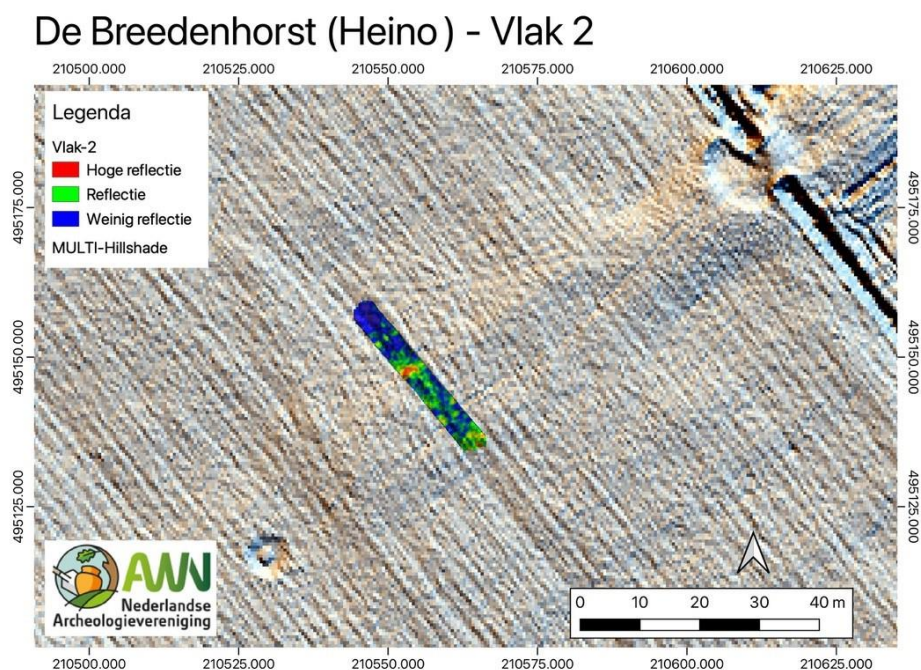 De Breedenhorst (Heino) - Vlak 2
210500.000 210525.000 210550.000 210575.000 210600.000 210625.000
Legenda
Vlak-2
Hoge reflectie
Reflectie
Weinig reflectie
MULTI-Hillshade
495175.000 495175.000
495150.000 495150.000
495125.000 495125.000
AWN
Nederlandse
Archeologievereniging
0 10 20 30 40 m
210500.000 210525.000 210550.000 210575.000 210600.000 210625.000